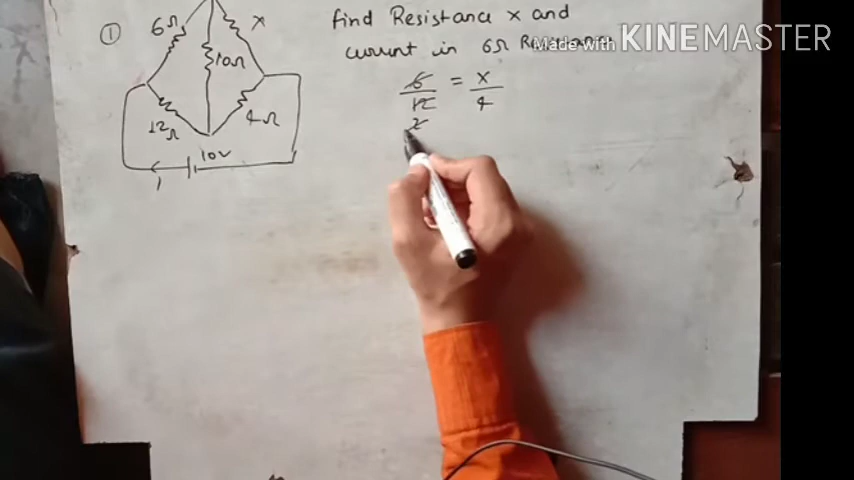 ① 6Ω x find Resistance x and
10Ω current in 6Ω
Made with KINEMASTER
6/12 = x/4
2
12Ω 4Ω
10V
I